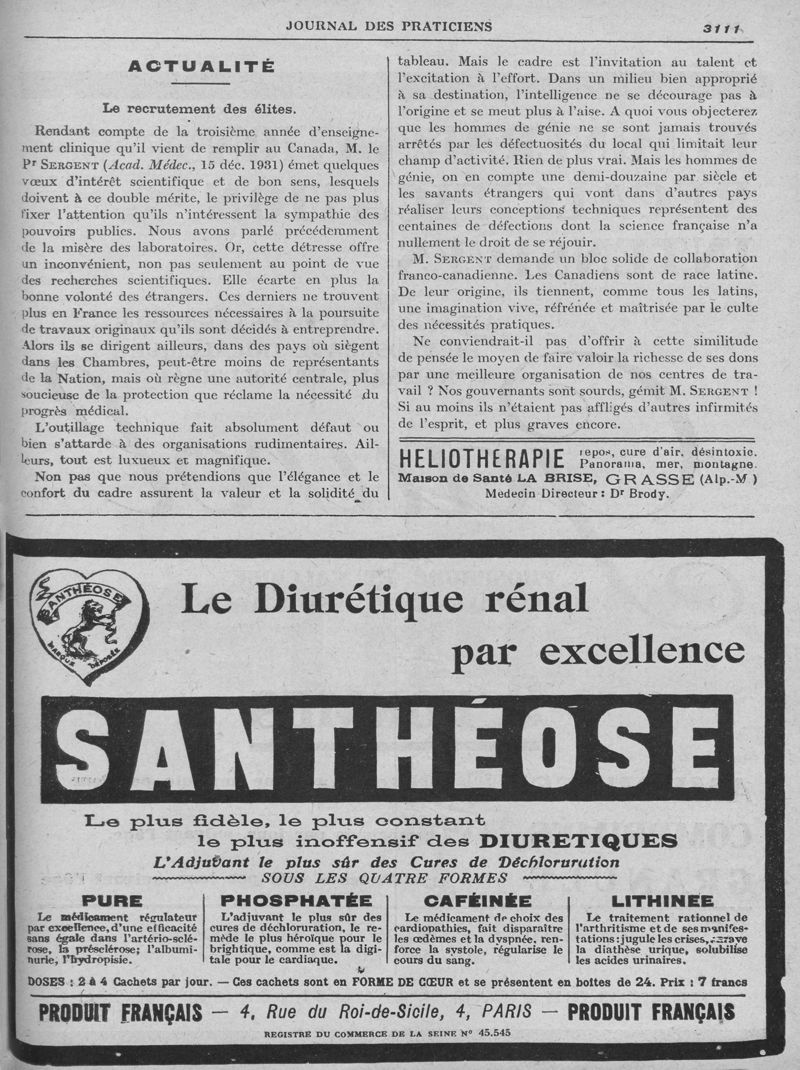 JOURNAL DES PRATICIENS 3111
ACTUALITÉ
Le recrutement des élites.
Rendant compte de la troisième année d'enseigne-
ment clinique qu'il vient de remplir au Canada, M. le
Pr SERGENT (Acad. Médec., 15 déc. 1931) émet quelques
vœux d'intérêt scientifique et de bon sens, lesquels
doivent à ce double mérite, le privilège de ne pas plus
fixer l'attention qu'ils n'intéressent la sympathie des
pouvoirs publics. Nous avons parlé précédemment
de la misère des laboratoires. Or, cette détresse offre
un inconvénient, non pas seulement au point de vue
des recherches scientifiques. Elle écarte en plus la
bonne volonté des étrangers. Ces derniers ne trouvent
plus en France les ressources nécessaires à la poursuite
de travaux originaux qu'ils sont décidés à entreprendre.
Alors ils se dirigent ailleurs, dans des pays où siègent
dans les Chambres, peut-être moins de représentants
de la Nation, mais où règne une autorité centrale, plus
soucieuse de la protection que réclame la nécessité du
progrès médical.
L'outillage technique fait absolument défaut ou
bien s'attarde à des organisations rudimentaires. Ail-
leurs, tout est luxueux et magnifique.
Non pas que nous prétendions que l'élégance et le
confort du cadre assurent la valeur et la solidité du
tableau. Mais le cadre est l'invitation au talent et
l'excitation à l'effort. Dans un milieu bien approprié
à sa destination, l'intelligence ne se décourage pas à
l'origine et se meut plus à l'aise. A quoi vous objecterez
que les hommes de génie ne se sont jamais trouvés
arrêtés par les défectuosités du local qui limitait leur
champ d'activité. Rien de plus vrai. Mais les hommes de
génie, on en compte une demi-douzaine par siècle et
les savants étrangers qui vont dans d'autres pays
réaliser leurs conceptions techniques représentent des
centaines de défections dont la science française n'a
nullement le droit de se réjouir.
M. SERGENT demande un bloc solide de collaboration
franco-canadienne. Les Canadiens sont de race latine.
De leur origine, ils tiennent, comme tous les latins,
une imagination vive, réfrénée et maîtrisée par le culte
des nécessités pratiques.
Ne conviendrait-il pas d'offrir à cette similitude
de pensée le moyen de faire valoir la richesse de ses dons
par une meilleure organisation de nos centres de tra-
vail ? Nos gouvernants sont sourds, gémit M. SERGENT !
Si au moins ils n'étaient pas affligés d'autres infirmités
de l'esprit, et plus graves encore.
HELIOTHERAPIE repos, cure d'air, désintoxic.
Panorama, mer, montagne.
Maison de Santé LA BRISE, GRASSE (Alp.-M )
Medecin Directeur : Dr Brody.
SANTHÉOSE
MARQUE DÉPOSÉE
Le Diurétique rénal
par excellence
SANTHÉOSE
Le plus fidèle, le plus constant
le plus inoffensif des DIURETIQUES
L'Adjuvant le plus sûr des Cures de Déchloruration
SOUS LES QUATRE FORMES
PURE
Le médicament régulateur
par excellence, d'une efficacité
sans égale dans l'artério-sclé-
rose, la présclérose; l'albumi-
nurie, l'hydropisie.
PHOSPHATÉE
L'adjuvant le plus sûr des
cures de déchloruration, le re-
mède le plus héroïque pour le
brightique, comme est la digi-
tale pour le cardiaque.
CAFÉINÉE
Le médicament de choix des
cardiopathies, fait disparaître
les œdèmes et la dyspnée, ren-
force la systole, régularise le
cours du sang.
LITHINEE
Le traitement rationnel de
l'arthritisme et de ses manifes-
tations : jugule les crises, enraye
la diathèse urique, solubilise
les acides urinaires.
DOSES : 2 à 4 Cachets par jour. — Ces cachets sont en FORME DE CŒUR et se présentent en boîtes de 24. Prix : 7 francs
PRODUIT FRANÇAIS — 4, Rue du Roi-de-Sicile, 4, PARIS — PRODUIT FRANÇAIS
REGISTRE DU COMMERCE DE LA SEINE N° 45.545